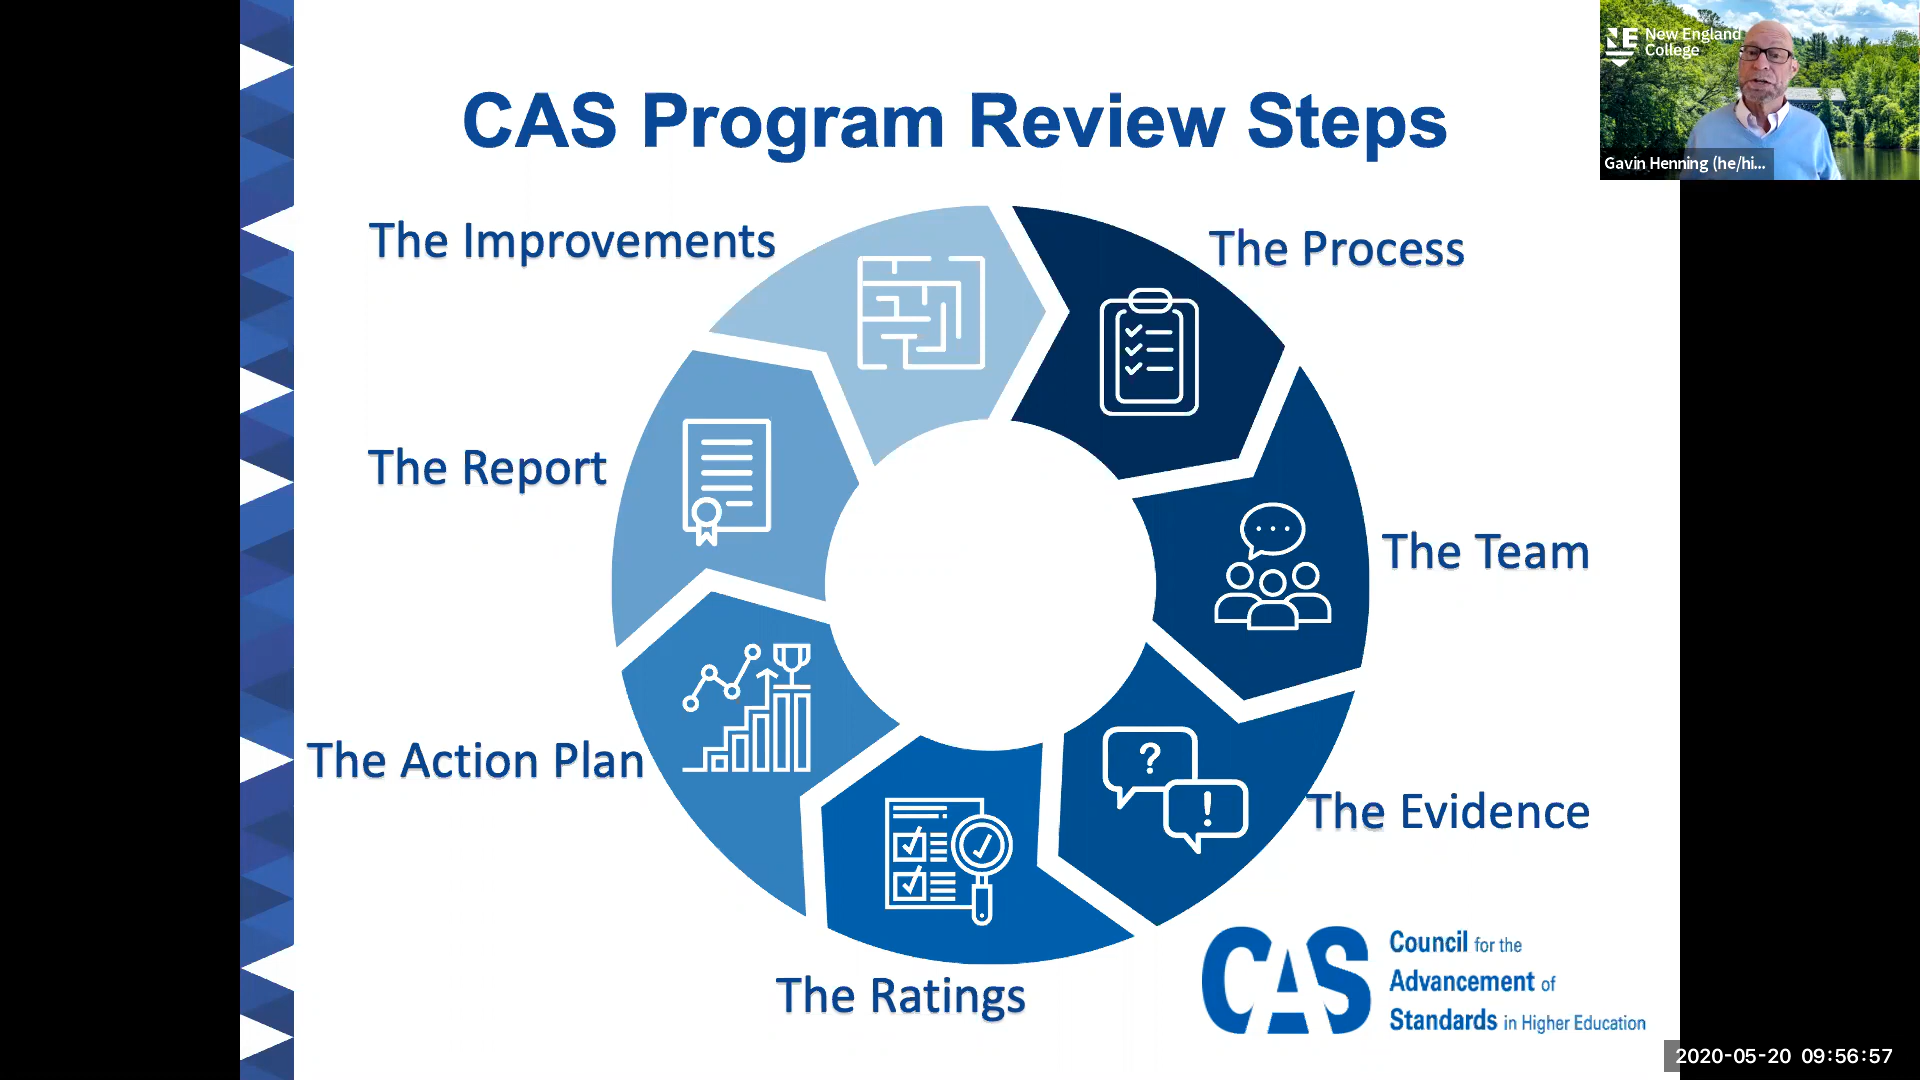 CAS Program Review Steps
New England
College
Gavin Henning (he/hi...
The Improvements
The Process
The Report
The Team
The Action Plan
The Evidence
The Ratings
?
!
CAS
Council for the
Advancement of
Standards in Higher Education
2020-05-20 09:56:57